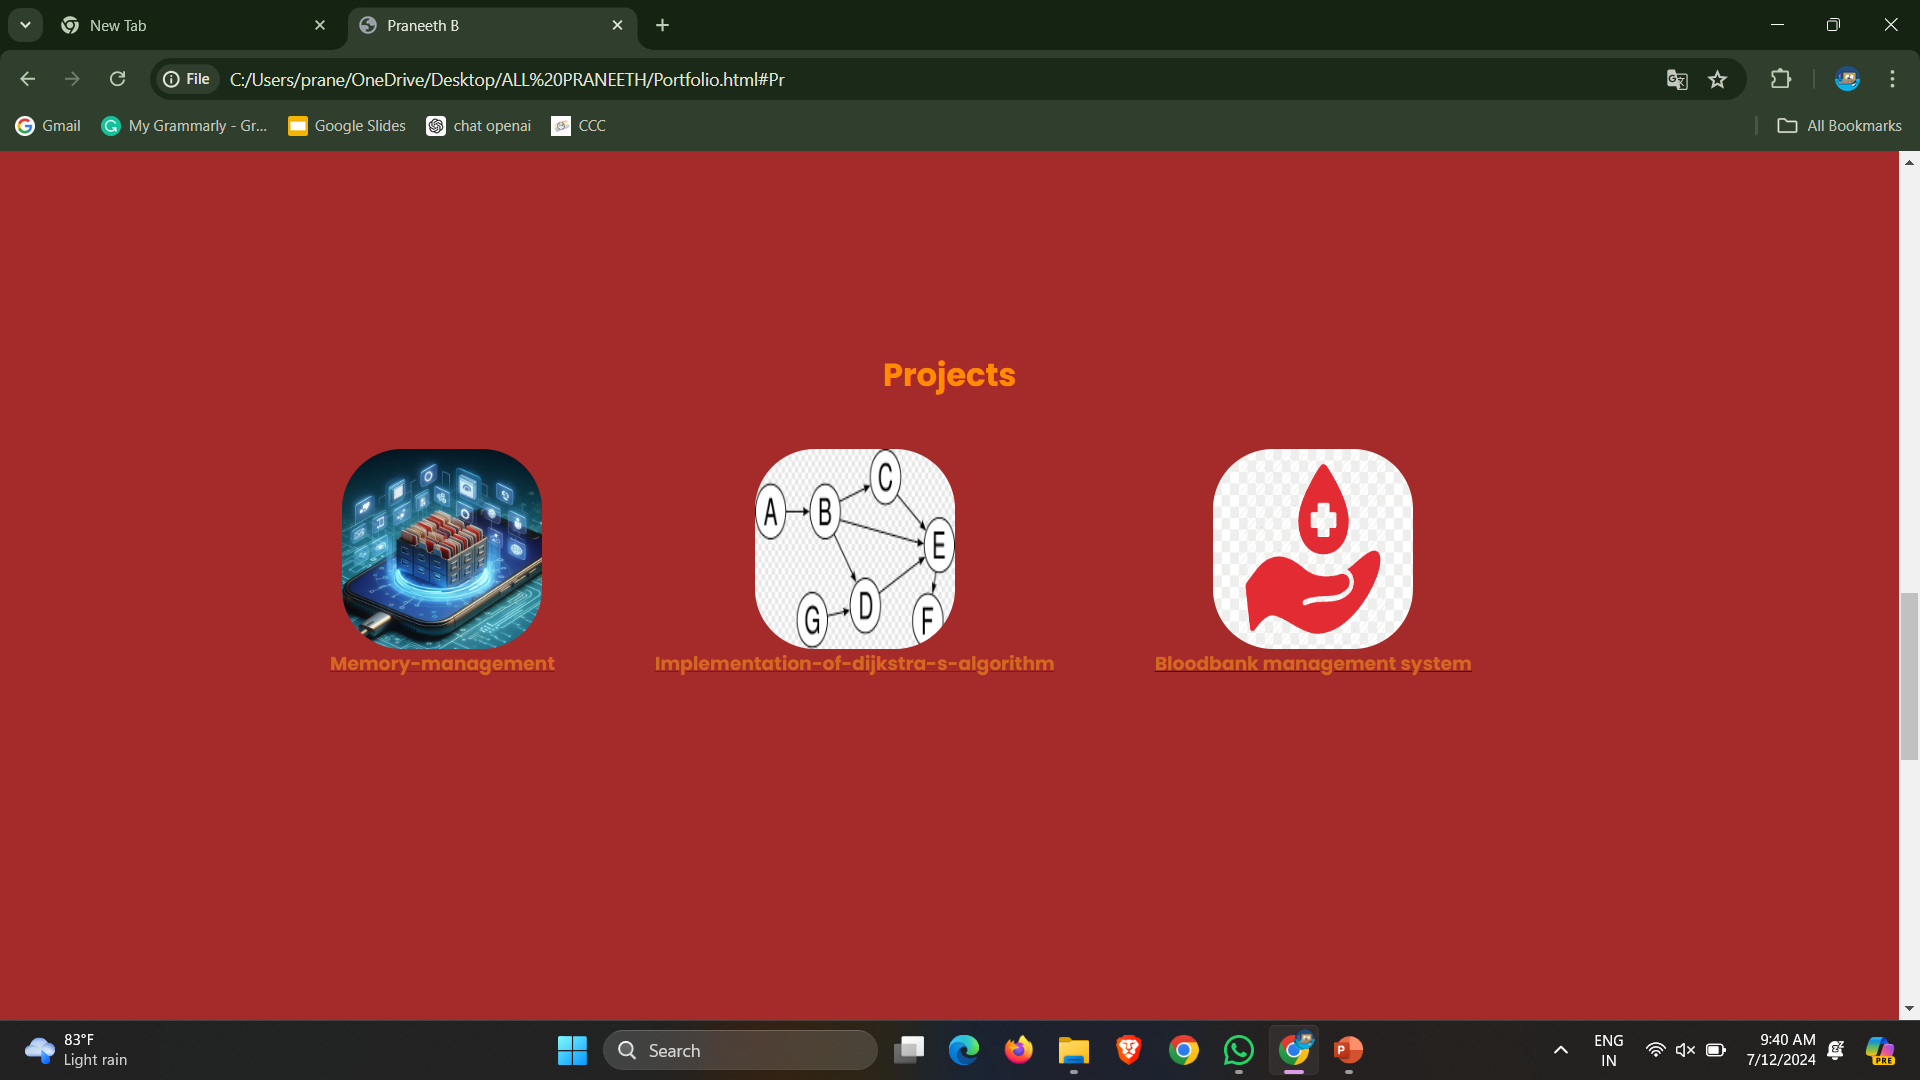 New Tab
Praneeth B
File
C:/Users/prane/OneDrive/Desktop/ALL%20PRANEETH/Portfolio.html#Pr
Gmail
My Grammarly - Gr...
Google Slides
chat openai
CCC
All Bookmarks
Projects
A
B
C
E
G
D
F
Memory-management
Implementation-of-dijkstra-s-algorithm
Bloodbank management system
83°F
Light rain
Search
ENG
IN
9:40 AM
7/12/2024
PRE